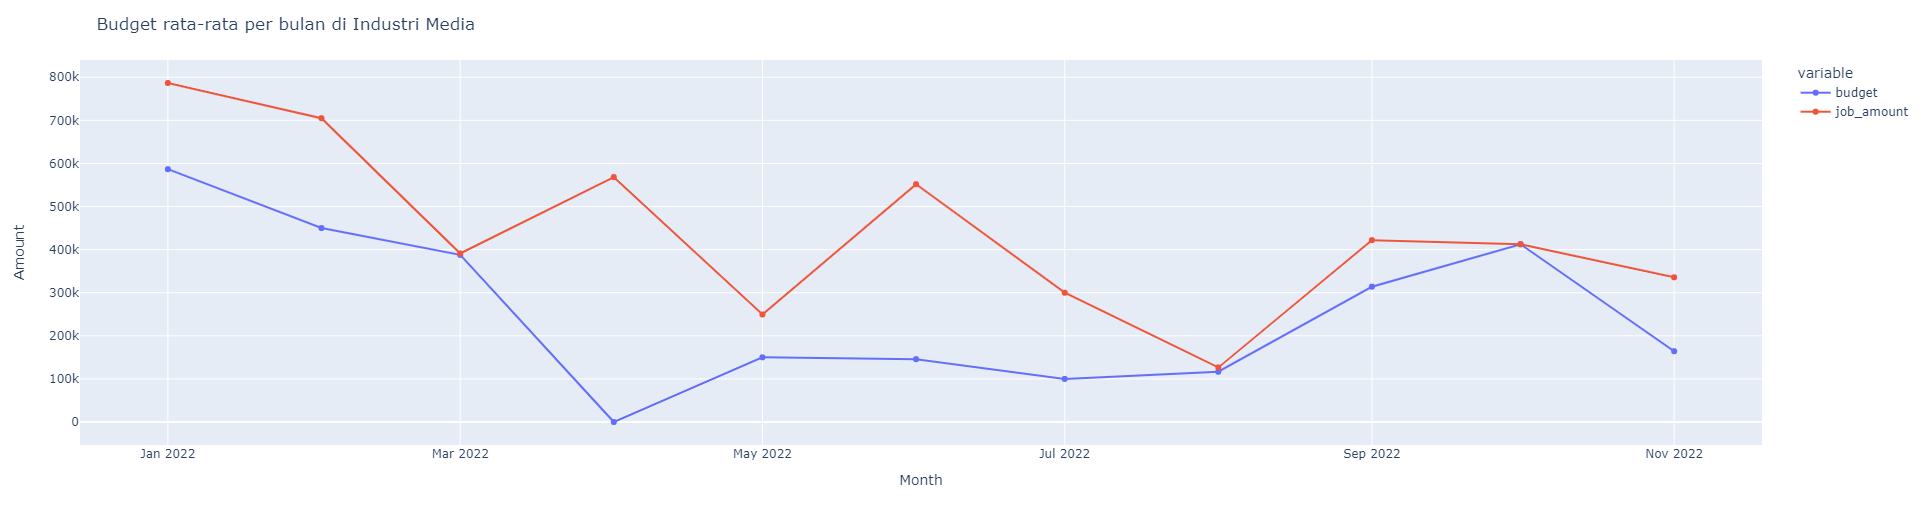 Budget rata-rata per bulan di Industri Media
variable
budget
job_amount
Amount
800k
700k
600k
500k
400k
300k
200k
100k
0
Jan 2022
Mar 2022
May 2022
Jul 2022
Sep 2022
Nov 2022
Month